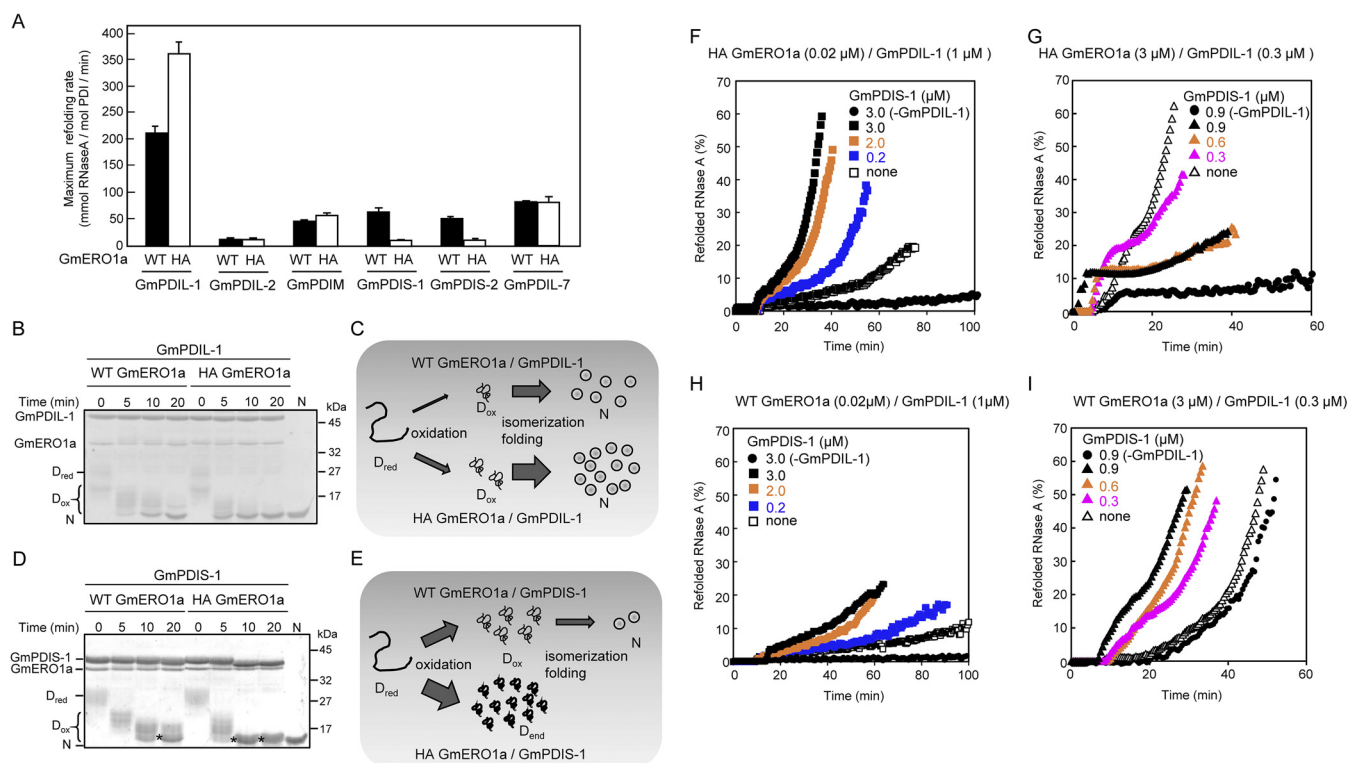 A
Maximum refolding rate
(mmol RNaseA / mol PDI / min)
400
350
300
250
200
150
100
50
0
GmERO1a WT HA WT HA WT HA WT HA WT HA WT HA
GmPDIL-1 GmPDIL-2 GmPDIM GmPDIS-1 GmPDIS-2 GmPDIL-7
B
GmPDIL-1
WT GmERO1a HA GmERO1a
Time (min) 0 5 10 20 0 5 10 20 N
kDa
GmPDIL-1
45
GmERO1a
32
Dred
27
Dox
17
N
C
WT GmERO1a / GmPDIL-1
Dox
N
oxidation
isomerization
folding
Dred
Dox
N
HA GmERO1a / GmPDIL-1
D
GmPDIS-1
WT GmERO1a HA GmERO1a
Time (min) 0 5 10 20 0 5 10 20 N
kDa
45
GmPDIS-1
GmERO1a
32
Dred
27
Dox
17
* * *
N
E
WT GmERO1a / GmPDIS-1
N
Dox
oxidation
isomerization
folding
Dred
Dend
HA GmERO1a / GmPDIS-1
F
HA GmERO1a (0.02 µM) / GmPDIL-1 (1 µM )
Refolded RNase A (%)
70
60
50
40
30
20
10
0
GmPDIS-1 (µM)
3.0 (-GmPDIL-1)
3.0
2.0
0.2
none
0 20 40 60 80 100
Time (min)
G
HA GmERO1a (3 µM) / GmPDIL-1 (0.3 µM)
Refolded RNase A (%)
70
60
50
40
30
20
10
0
GmPDIS-1 (µM)
0.9 (-GmPDIL-1)
0.9
0.6
0.3
none
0 20 40 60
Time (min)
H
WT GmERO1a (0.02µM) / GmPDIL-1 (1µM)
Refolded RNase A (%)
70
60
50
40
30
20
10
0
GmPDIS-1 (µM)
3.0 (-GmPDIL-1)
3.0
2.0
0.2
none
0 20 40 60 80 100
Time (min)
I
WT GmERO1a (3 µM) / GmPDIL-1 (0.3 µM)
Refolded RNase A (%)
70
60
50
40
30
20
10
0
GmPDIS-1 (µM)
0.9 (-GmPDIL-1)
0.9
0.6
0.3
none
0 20 40 60
Time (min)